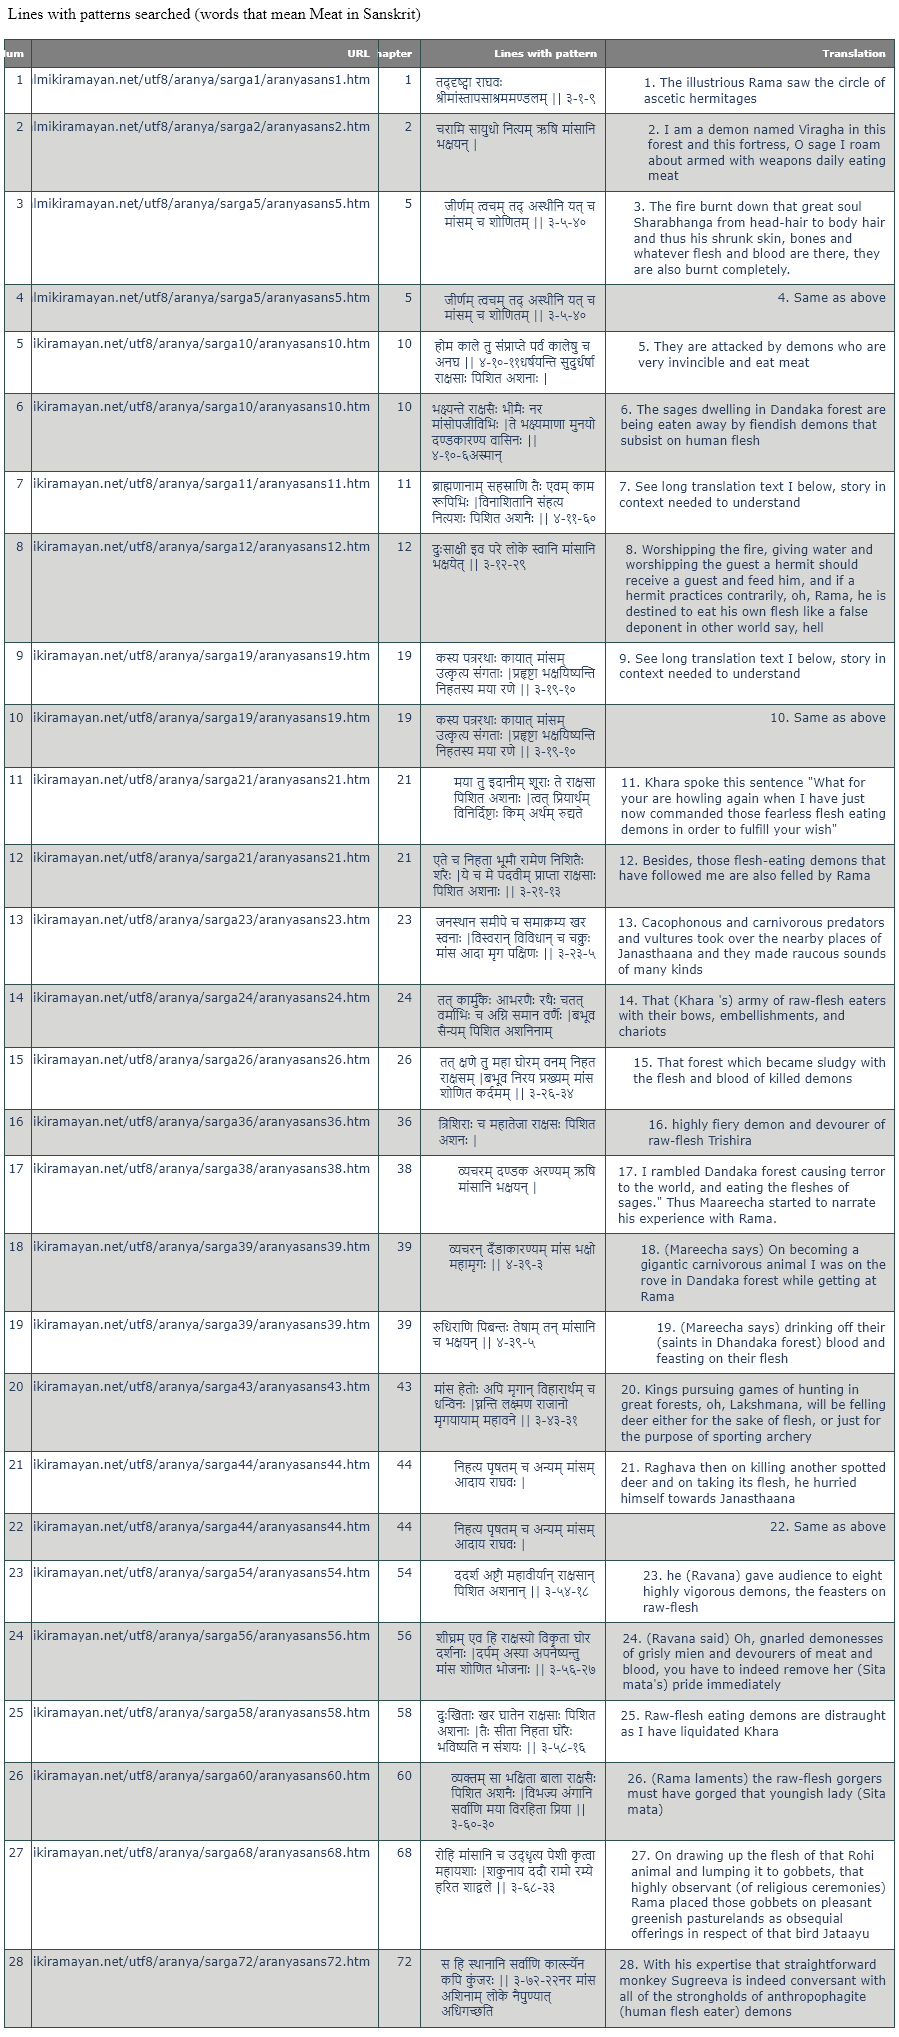 Lines with patterns searched (words that mean Meat in Sanskrit)
URL Lines with pattern Translation
1 lmikiramayan.net/utf8/aranya/sarga1/aranyasans1.htm 1 तद्दृष्ट्वा राघवः 1. The illustrious Rama saw the circle of
श्रीमांस्तापसाश्रममण्डलम् || ३-१-९ ascetic hermitages
2 lmikiramayan.net/utf8/aranya/sarga2/aranyasans2.htm 2 चरामि सायुधो नित्यम् ऋषि मांसानि 2. I am a demon named Viragha in this
भक्षयन् | forest and this fortress, O sage I roam
about armed with weapons daily eating
meat
3 lmikiramayan.net/utf8/aranya/sarga5/aranyasans5.htm 5 जीर्णम् त्वचम् तद् अस्थीनि यत् च 3. The fire burnt down that great soul
मांसम् च शोणितम् || ३-५-४० Sharabhanga from head-hair to body hair
and thus his shrunk skin, bones and
whatever flesh and blood are there, they
are also burnt completely.
4 lmikiramayan.net/utf8/aranya/sarga5/aranyasans5.htm 5 जीर्णम् त्वचम् तद् अस्थीनि यत् च 4. Same as above
मांसम् च शोणितम् || ३-५-४०
5 ikiramayan.net/utf8/aranya/sarga10/aranyasans10.htm 10 होम काले तु संप्राप्ते पर्व कालेषु च 5. They are attacked by demons who are
अनघ || ४-१०-११धर्षयन्ति सुदुर्धर्षा very invincible and eat meat
राक्षसाः पिशित अशनाः |
6 ikiramayan.net/utf8/aranya/sarga10/aranyasans10.htm 10 भक्ष्यन्ते राक्षसैः भीमैः नर 6. The sages dwelling in Dandaka forest are
मांसोपजीविभिः |ते भक्ष्यमाणा मुनयो being eaten away by fiendish demons that
दण्डकारण्य वासिनः || subsist on human flesh
४-१०-६अस्मान्
7 ikiramayan.net/utf8/aranya/sarga11/aranyasans11.htm 11 ब्राह्मणानाम् सहस्राणि तैः एवम् काम 7. See long translation text I below, story in
रूपिभिः |विनाशितानि संहत्य context needed to understand
नित्यशः पिशित अशनैः || ४-११-६०
8 ikiramayan.net/utf8/aranya/sarga12/aranyasans12.htm 12 दुःसाक्षी इव परे लोके स्वानि मांसानि 8. Worshipping the fire, giving water and
भक्षयेत् || ३-१२-२९ worshipping the guest a hermit should
receive a guest and feed him, and if a
hermit practices contrarily, oh, Rama, he is
destined to eat his own flesh like a false
deponent in other world say, hell
9 ikiramayan.net/utf8/aranya/sarga19/aranyasans19.htm 19 कस्य पत्ररथाः कायात् मांसम् 9. See long translation text I below, story in
उत्कृत्य संगताः |प्रहृष्टा भक्षयिष्यन्ति context needed to understand
निहतस्य मया रणे || ३-१९-१०
10 ikiramayan.net/utf8/aranya/sarga19/aranyasans19.htm 19 कस्य पत्ररथाः कायात् मांसम् 10. Same as above
उत्कृत्य संगताः |प्रहृष्टा भक्षयिष्यन्ति
निहतस्य मया रणे || ३-१९-१०
11 ikiramayan.net/utf8/aranya/sarga21/aranyasans21.htm 21 मया तु इदानीम् शूराः ते राक्षसा 11. Khara spoke this sentence "What for
पिशित अशनाः |त्वत् प्रियार्थम् your are howling again when I have just
विनिर्दिष्टाः किम् अर्थम् रुद्यते now commanded those fearless flesh eating
demons in order to fulfill your wish"
12 ikiramayan.net/utf8/aranya/sarga21/aranyasans21.htm 21 एते च निहता भूमौ रामेण निशितैः 12. Besides, those flesh-eating demons that
शरैः |ये च मे पदवीम् प्राप्ता राक्षसाः have followed me are also felled by Rama
पिशित अशनाः || ३-२१-१३
13 ikiramayan.net/utf8/aranya/sarga23/aranyasans23.htm 23 जनस्थान समीपे च समाक्रम्य खर 13. Cacophonous and carnivorous predators
स्वनाः |विस्वरान् विविधान् च चक्रुः and vultures took over the nearby places of
मांस आदा मृग पक्षिणः || ३-२३-५ Janasthaana and they made raucous sounds
of many kinds
14 ikiramayan.net/utf8/aranya/sarga24/aranyasans24.htm 24 तत् कार्मुकैः आभरणैः रथैः चतत् 14. That (Khara 's) army of raw-flesh eaters
वर्माभिः च अग्नि समान वर्णैः |बभूव with their bows, embellishments, and
सैन्यम् पिशित अशनिनाम् chariots
15 ikiramayan.net/utf8/aranya/sarga26/aranyasans26.htm 26 तत् क्षणे तु महा घोरम् वनम् निहत 15. That forest which became sludgy with
राक्षसम् |बभूव निरय प्रख्यम् मांस the flesh and blood of killed demons
शोणित कर्दमम् || ३-२६-३४
16 ikiramayan.net/utf8/aranya/sarga36/aranyasans36.htm 36 त्रिशिराः च महातेजा राक्षसः पिशित 16. highly fiery demon and devourer of
अशनः | raw-flesh Trishira
17 ikiramayan.net/utf8/aranya/sarga38/aranyasans38.htm 38 व्यचरम् दण्डक अरण्यम् ऋषि 17. I rambled Dandaka forest causing terror
मांसानि भक्षयन् | to the world, and eating the fleshes of
sages." Thus Maareecha started to narrate
his experience with Rama.
18 ikiramayan.net/utf8/aranya/sarga39/aranyasans39.htm 39 व्यचरन् दँडाकारण्यम् मांस भक्षो 18. (Mareecha says) On becoming a
महामृगः || ४-३९-३ gigantic carnivorous animal I was on the
rove in Dandaka forest while getting at
Rama
19 ikiramayan.net/utf8/aranya/sarga39/aranyasans39.htm 39 रुधिराणि पिबन्तः तेषाम् तन् मांसानि 19. (Mareecha says) drinking off their
च भक्षयन् || ४-३९-५ (saints in Dhandaka forest) blood and
feasting on their flesh
20 ikiramayan.net/utf8/aranya/sarga43/aranyasans43.htm 43 मांस हेतोः अपि मृगान् विहारार्थम् च 20. Kings pursuing games of hunting in
धन्विनः |घ्नन्ति लक्ष्मण राजानो great forests, oh, Lakshmana, will be felling
मृगयायाम् महावने || ३-४३-३१ deer either for the sake of flesh, or just for
the purpose of sporting archery
21 ikiramayan.net/utf8/aranya/sarga44/aranyasans44.htm 44 निहत्य पृषतम् च अन्यम् मांसम् 21. Raghava then on killing another spotted
आदाय राघवः | deer and on taking its flesh, he hurried
himself towards Janasthaana
22 ikiramayan.net/utf8/aranya/sarga44/aranyasans44.htm 44 निहत्य पृषतम् च अन्यम् मांसम् 22. Same as above
आदाय राघवः |
23 ikiramayan.net/utf8/aranya/sarga54/aranyasans54.htm 54 ददर्श अष्टौ महावीर्यान् राक्षसान् 23. he (Ravana) gave audience to eight
पिशित अशनान् || ३-५४-१८ highly vigorous demons, the feasters on
raw-flesh
24 ikiramayan.net/utf8/aranya/sarga56/aranyasans56.htm 56 शीघ्रम् एव हि राक्षस्यो विकृता घोर 24. (Ravana said) Oh, gnarled demonesses
दर्शनाः |दर्पम् अस्या अपनेष्यन्तु of grisly mien and devourers of meat and
मांस शोणित भोजनाः || ३-५६-२७ blood, you have to indeed remove her (Sita
mata's) pride immediately
25 ikiramayan.net/utf8/aranya/sarga58/aranyasans58.htm 58 दुःखिताः खर घातेन राक्षसाः पिशित 25. Raw-flesh eating demons are distraught
अशनाः |तैः सीता निहता घोरैः as I have liquidated Khara
भविष्यति न संशयः || ३-५८-१६
26 ikiramayan.net/utf8/aranya/sarga60/aranyasans60.htm 60 व्यक्तम् सा भक्षिता बाला राक्षसैः 26. (Rama laments) the raw-flesh gorgers
पिशित अशनैः |विभज्य अंगानि must have gorged that youngish lady (Sita
सर्वाणि मया विरहिता प्रिया || mata)
३-६०-३०
27 ikiramayan.net/utf8/aranya/sarga68/aranyasans68.htm 68 रोहि मांसानि च उद्धृत्य पेशी कृत्वा 27. On drawing up the flesh of that Rohi
महायशाः |शकुनाय ददौ रामो रम्ये animal and lumping it to gobbets, that
हरित शाद्वले || ३-६८-३३ highly observant (of religious ceremonies)
Rama placed those gobbets on pleasant
greenish pasturelands as obsequial
offerings in respect of that bird Jataayu
28 ikiramayan.net/utf8/aranya/sarga72/aranyasans72.htm 72 स हि स्थानानि सर्वाणि कार्त्स्न्येन 28. With his expertise that straightforward
कपि कुंजरः || ३-७२-२२नर मांस monkey Sugreeva is indeed conversant with
अशिनाम् लोके नैपुण्यात् all of the strongholds of anthropophagite
अधिगच्छति (human flesh eater) demons